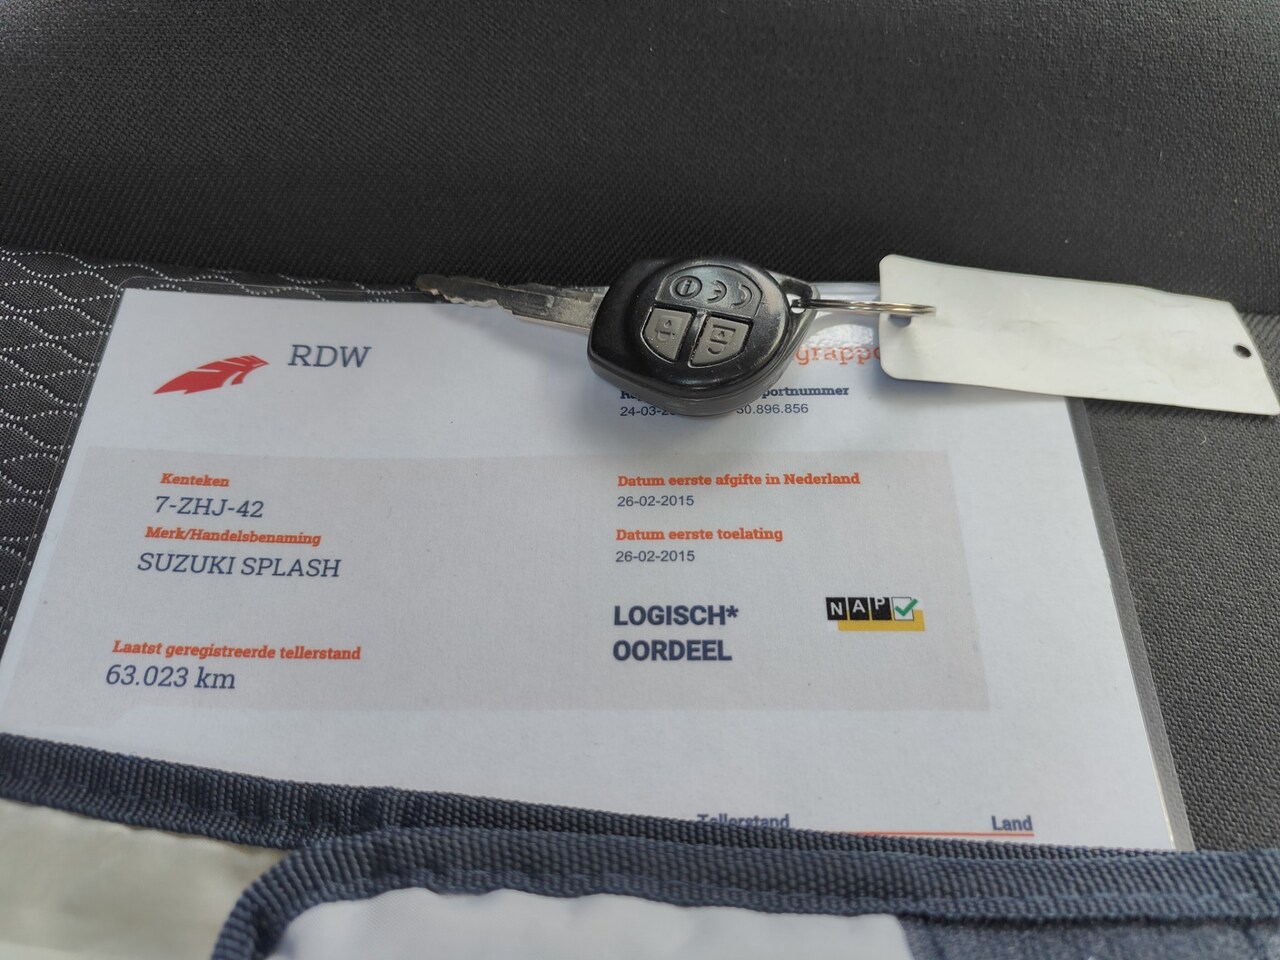 RDW
24-03-
50.896.856
Kenteken
7-ZHJ-42
Merk/Handelsbenaming
SUZUKI SPLASH
Laatst geregistreerde tellerstand
63.023 km
Datum eerste afgifte in Nederland
26-02-2015
Datum eerste toelating
26-02-2015
LOGISCH*
OORDEEL
NAP
Tellerstand
Land